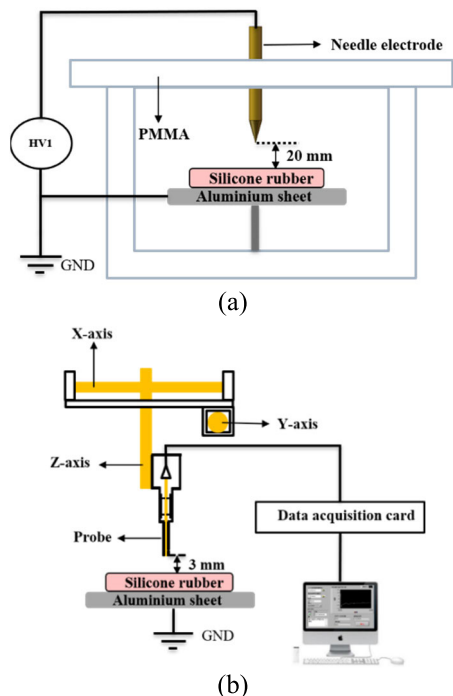 Needle electrode
HV1
PMMA
20 mm
Silicone rubber
Aluminium sheet
GND
(a)
X-axis
Y-axis
Z-axis
Data acquisition card
Probe
3 mm
Silicone rubber
Aluminium sheet
GND
(b)